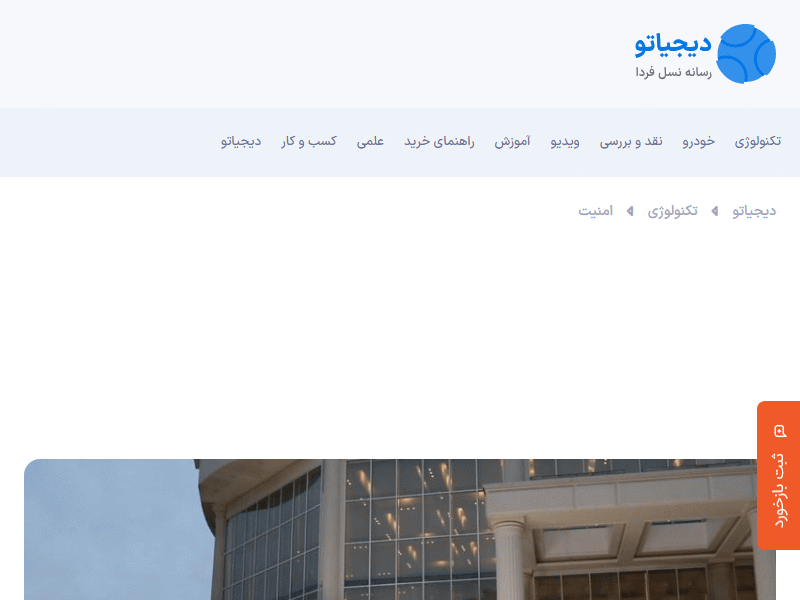 دیجیاتو
رسانه نسل فردا
تکنولوژی خودرو نقد و بررسی ویدیو آموزش راهنمای خرید علمی کسب و کار دیجیاتو
دیجیاتو تکنولوژی امنیت
ثبت بازخورد